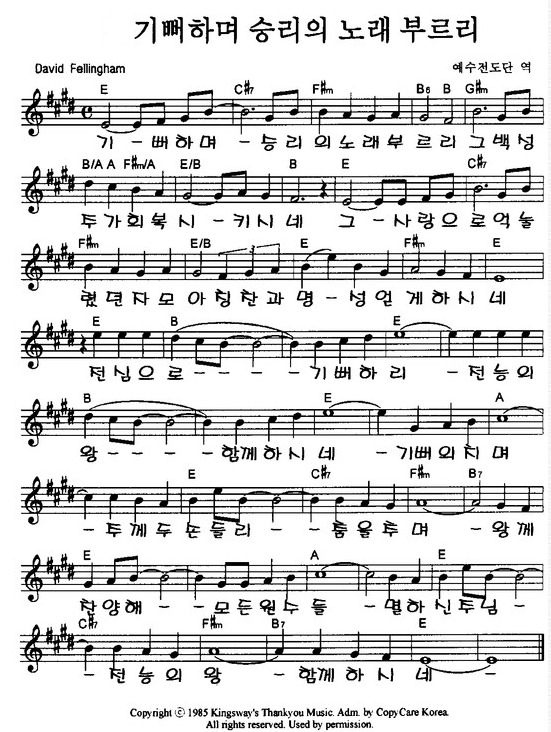 기뻐하며 승리의 노래 부르리
David Fellingham 예수전도단 역
E C#7 F#m B6 B G#m
기 - 뻐하며 - 승리의노래부르리그백성
B/A A F#m/A E/B B E C#7
두가회복시 - 키시네 그 - 사랑으로억눌
F#m E/B B F#m E
렸던자모아칭찬과명 - 성얻게하시네
E B E
전심으로 - - - - 기뻐하리 - 전능의
B E A
왕 - - - 함께하시네 - 기뻐외치며
E C#7 F#m B7
- 두께두손들리 - 춤을추며 - 왕께
E A
찬양해 - 모든원수들 - 멸하신주님 -
C#7 F#m B7 E
- 전능의왕 - 함께하시네 -
Copyright ⓒ 1985 Kingsway's Thankyou Music. Adm. by CopyCare Korea.
All rights reserved. Used by permission.